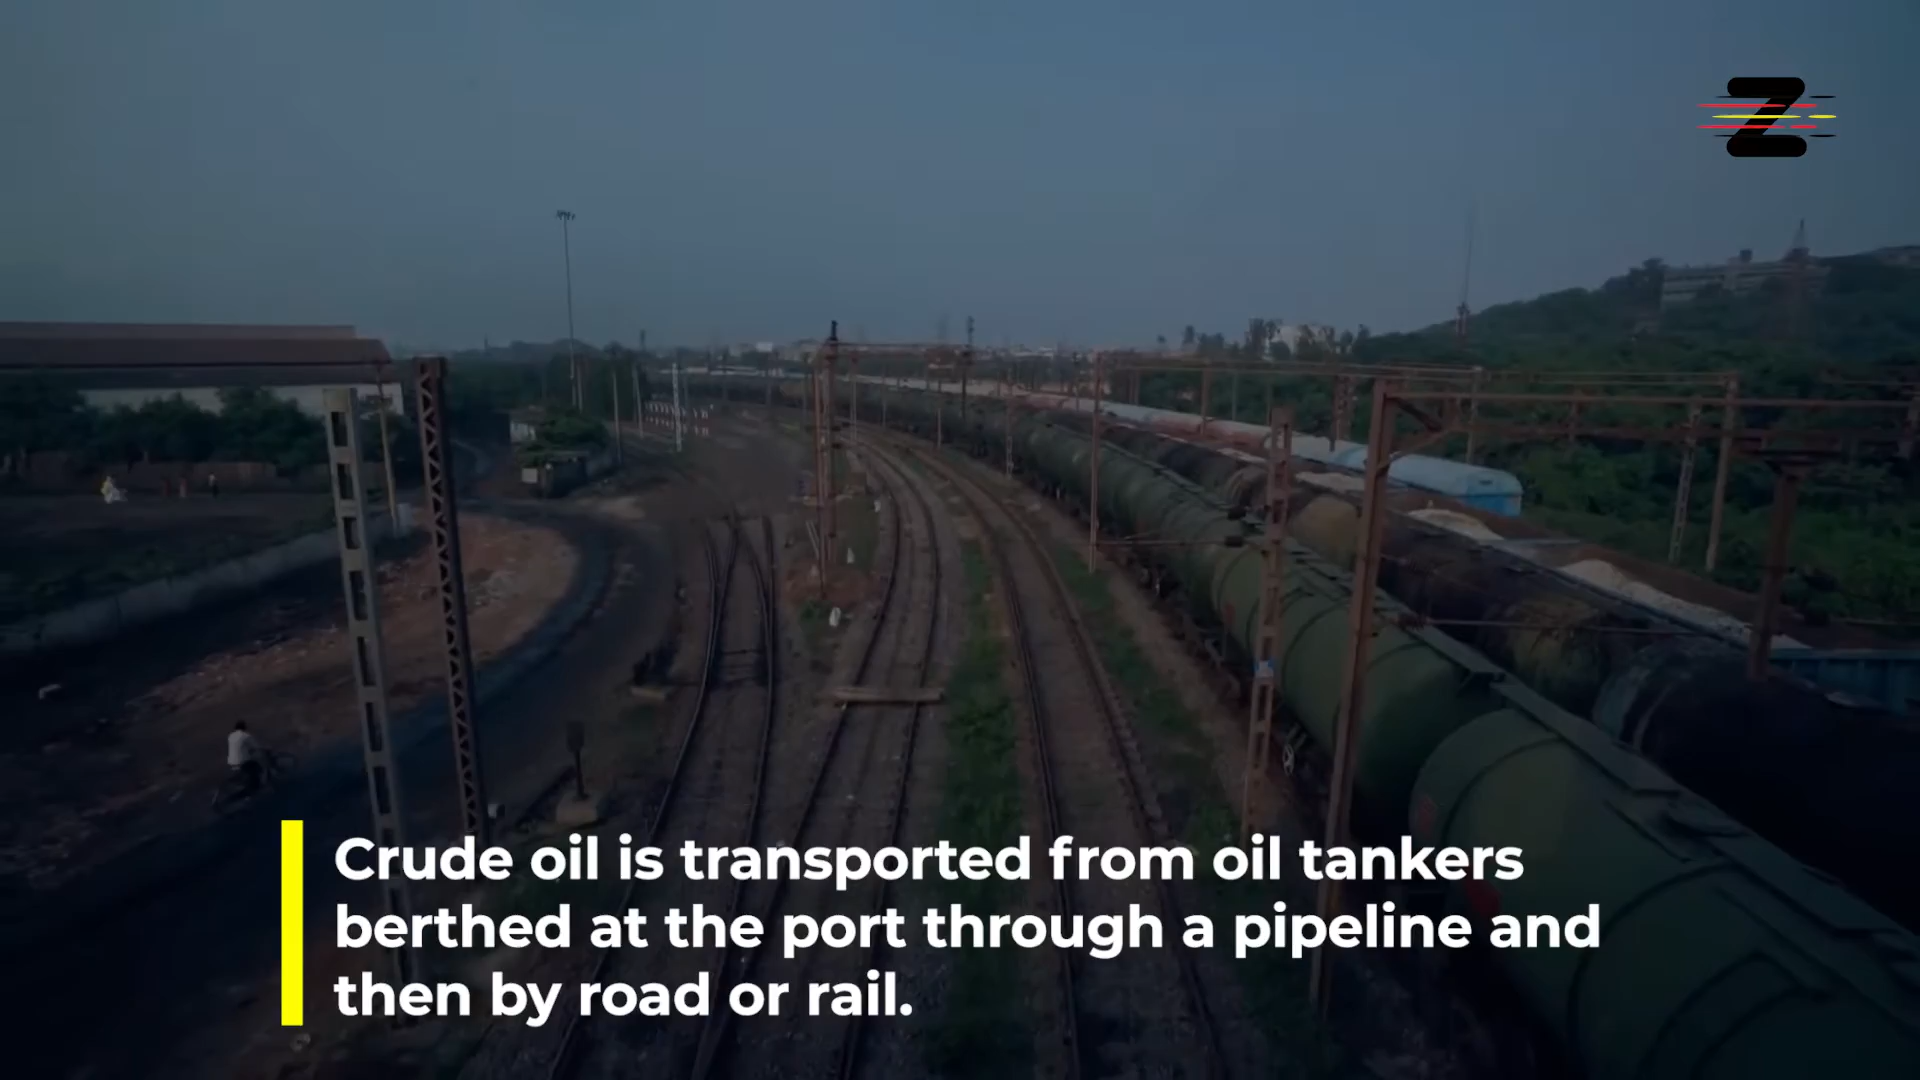 Z
Crude oil is transported from oil tankers
berthed at the port through a pipeline and
then by road or rail.